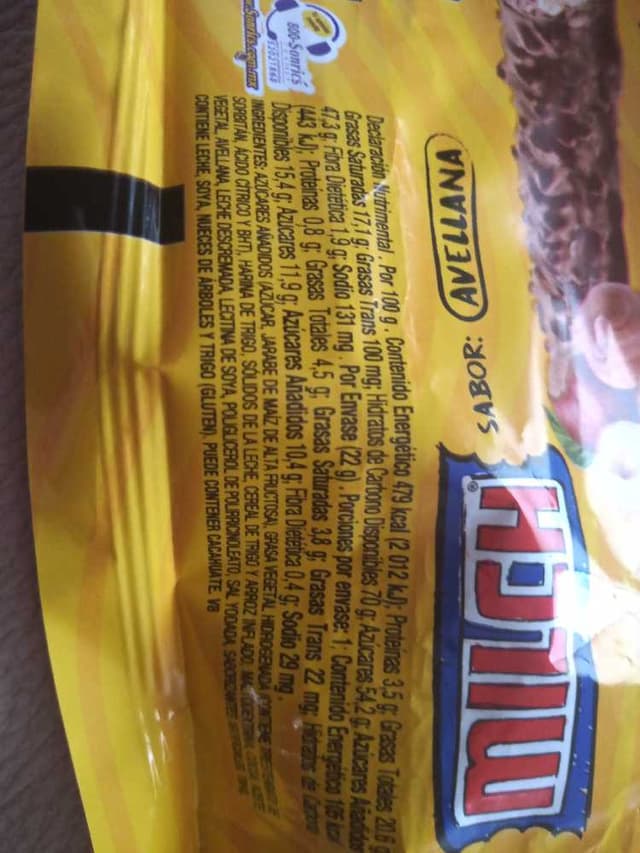 MILCH
SABOR: AVELLANA
Declaración Nutrimental. Por 100 g. Contenido Energético 479 kcal (2 012 kJ); Proteínas 3,5 g; Grasas Totales 20,6 g
Grasas Saturadas 17,1 g; Grasas Trans 100 mg; Hidratos de Carbono Disponibles 70 g; Azúcares 54,2 g; Azúcares Añadidos
47,3 g; Fibra Dietética 1,9 g; Sodio 131 mg. Por Envase (22 g). Porciones por envase: 1; Contenido Energético 105 kcal
(443 kJ); Proteínas 0,8 g; Grasas Totales 4,5 g; Grasas Saturadas 3,8 g; Grasas Trans 22 mg; Hidratos de Carbono
Disponibles 15,4 g; Azúcares 11,9 g; Azúcares Añadidos 10,4 g; Fibra Dietética 0,4 g; Sodio 29 mg.
INGREDIENTES: AZÚCARES AÑADIDOS (AZÚCAR, JARABE DE MAÍZ DE ALTA FRUCTOSA), GRASA VEGETAL HIDROGENADA
SORBITAN, ÁCIDO CÍTRICO Y BHT), HARINA DE TRIGO, SÓLIDOS DE LA LECHE, CEREAL DE TRIGO Y ARROZ INFLADO,
VEGETAL, AVELLANA, LECHE DESCREMADA, LECITINA DE SOYA, POLIGLICEROL DE POLIRRICINOLEATO, SAL YODADA,
CONTIENE LECHE, SOYA, NUECES DE ÁRBOLES Y TRIGO (GLUTEN). PUEDE CONTENER CACAHUATE. Va
800-Sonrics